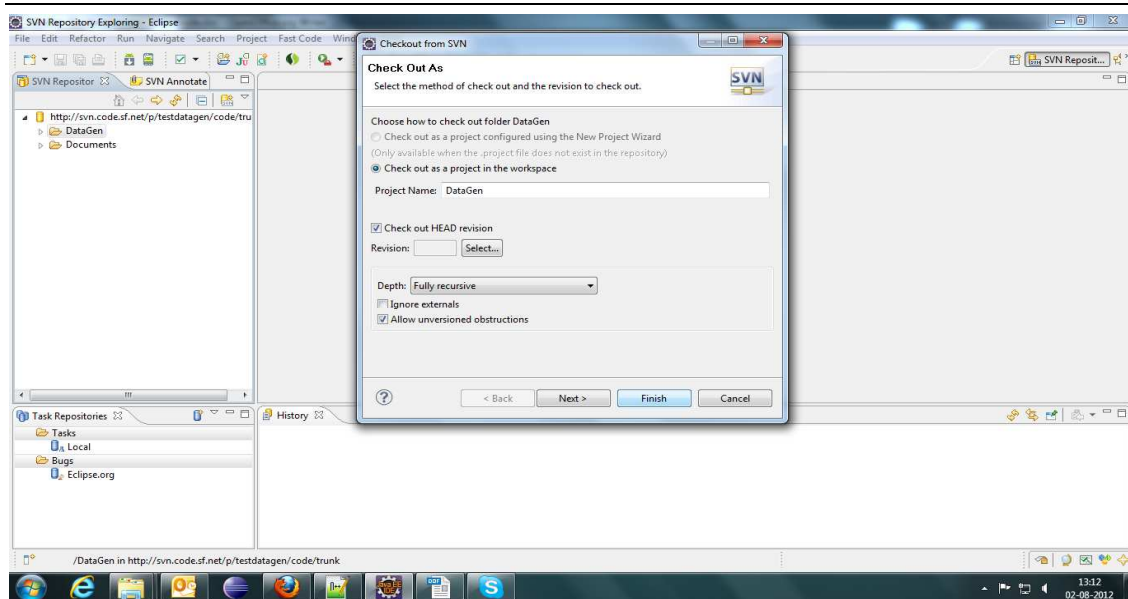 SVN Repository Exploring - Eclipse
File Edit Refactor Run Navigate Search Project Fast Code Wind
SVN Repositor
SVN Annotate
SVN Reposit...
http://svn.code.sf.net/p/testdatagen/code/tru
DataGen
Documents
Checkout from SVN
Check Out As
Select the method of check out and the revision to check out.
SVN
Choose how to check out folder DataGen
Check out as a project configured using the New Project Wizard
(Only available when the .project file does not exist in the repository)
Check out as a project in the workspace
Project Name: DataGen
Check out HEAD revision
Revision: Select...
Depth: Fully recursive
Ignore externals
Allow unversioned obstructions
? < Back Next > Finish Cancel
Task Repositories
Tasks
Local
Bugs
Eclipse.org
History
/DataGen in http://svn.code.sf.net/p/testdatagen/code/trunk
13:12
02-08-2012